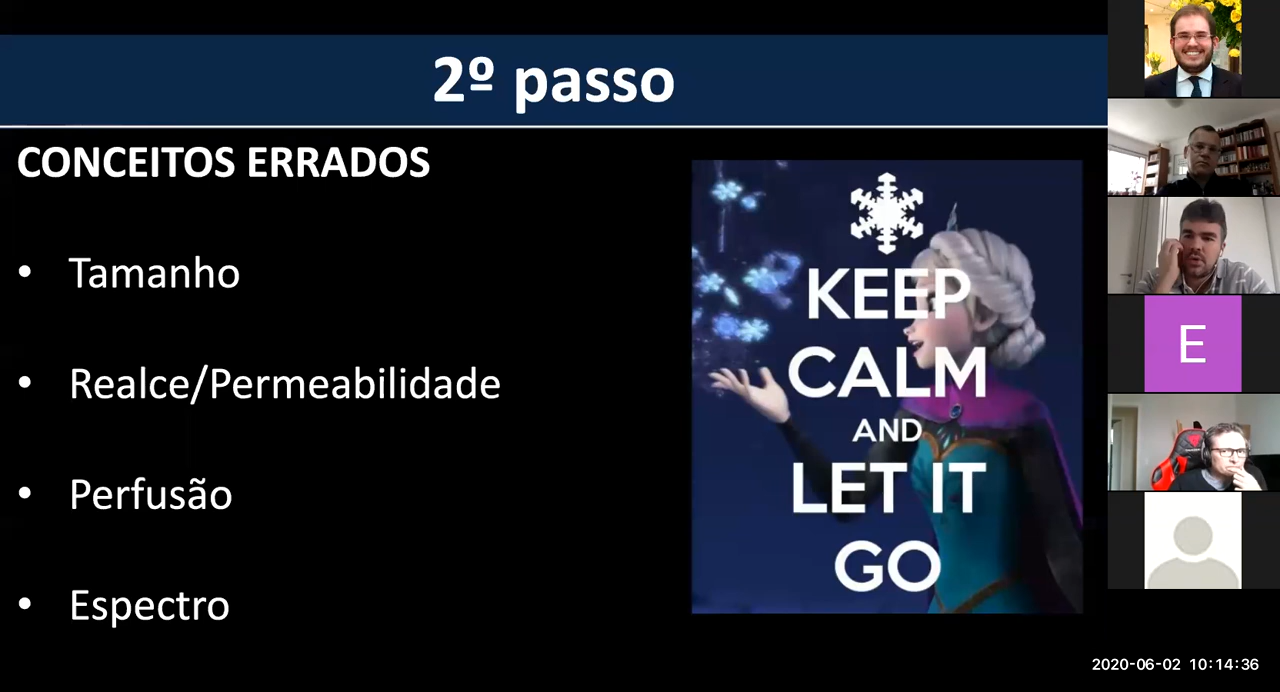 2º passo
CONCEITOS ERRADOS
• Tamanho
• Realce/Permeabilidade
• Perfusão
• Espectro
KEEP
CALM
AND
LET IT
GO
E
2020-06-02 10:14:36